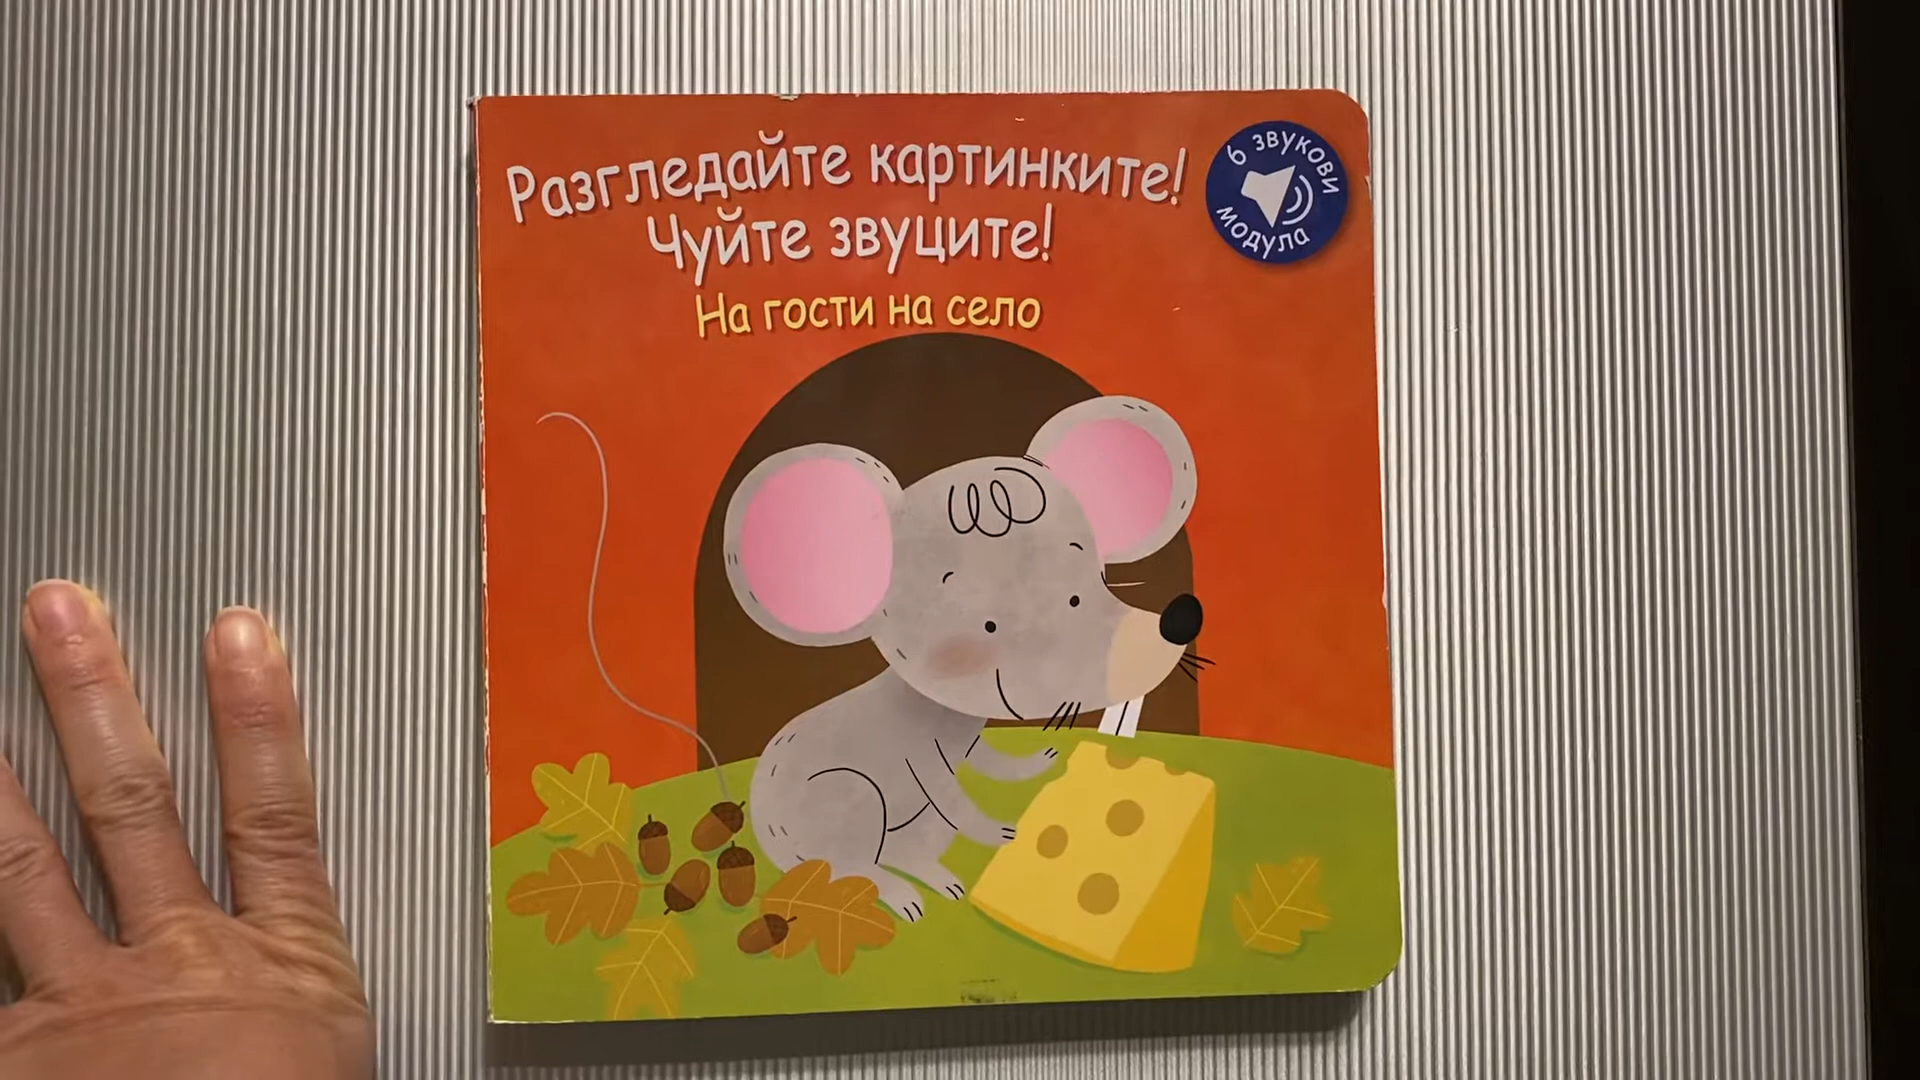 Разгледайте картинките!
Чуйте звуците!
На гости на село
6 звукови
модула